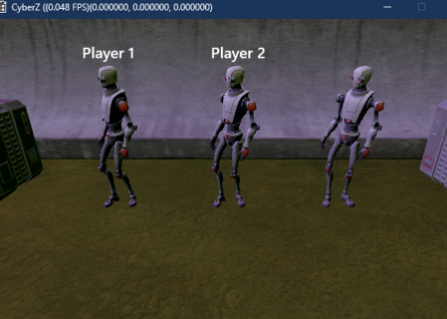 CyberZ ((0.048 FPS)(0.000000, 0.000000, 0.000000)
Player 1
Player 2